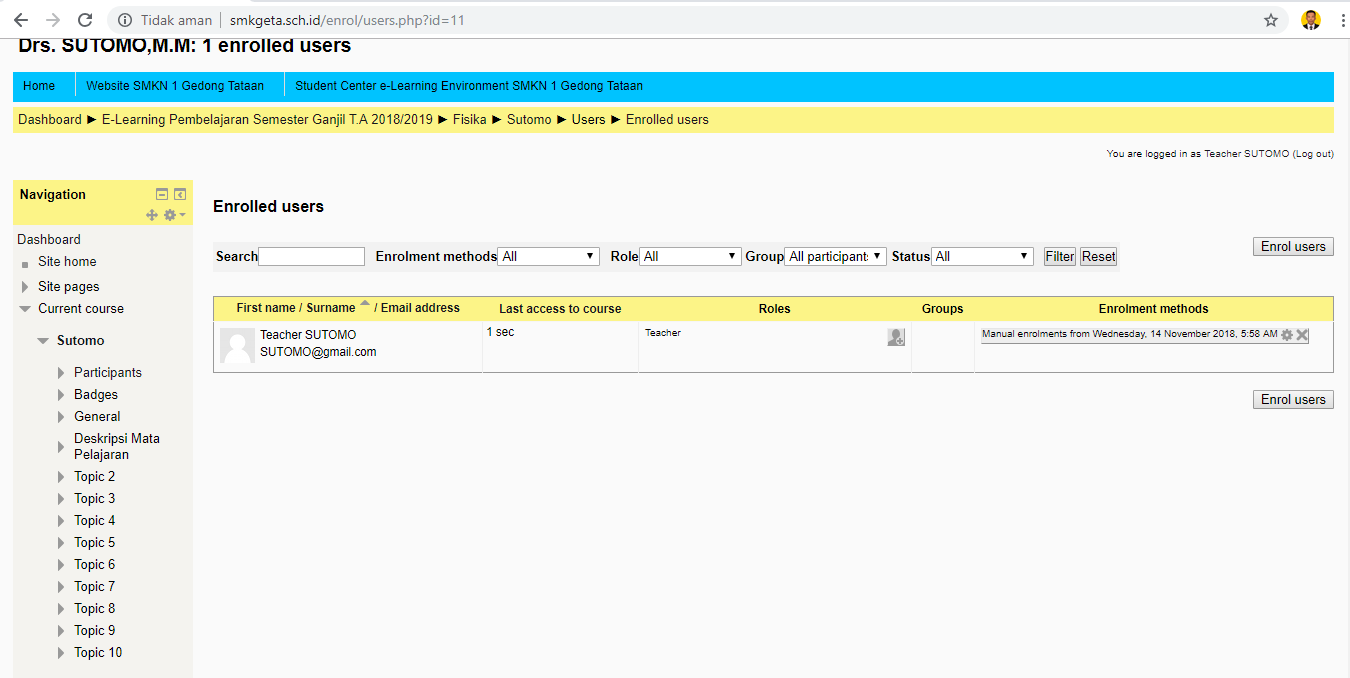 Tidak aman | smkgeta.sch.id/enrol/users.php?id=11
Drs. SUTOMO,M.M: 1 enrolled users
Home Website SMKN 1 Gedong Tataan Student Center e-Learning Environment SMKN 1 Gedong Tataan
Dashboard ► E-Learning Pembelajaran Semester Ganjil T.A 2018/2019 ► Fisika ► Sutomo ► Users ► Enrolled users
You are logged in as Teacher SUTOMO (Log out)
Navigation
Dashboard
Site home
Site pages
Current course
Sutomo
Participants
Badges
General
Deskripsi Mata
Pelajaran
Topic 2
Topic 3
Topic 4
Topic 5
Topic 6
Topic 7
Topic 8
Topic 9
Topic 10
Enrolled users
Enrol users
Search Enrolment methods All Role All Group All participant Status All Filter Reset
First name / Surname / Email address Last access to course Roles Groups Enrolment methods
Teacher SUTOMO 1 sec Teacher Manual enrolments from Wednesday, 14 November 2018, 5:58 AM
SUTOMO@gmail.com
Enrol users